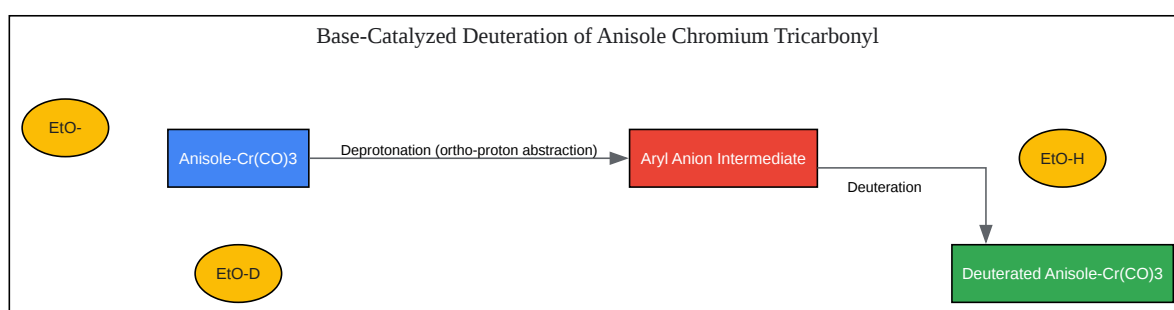 Base-Catalyzed Deuteration of Anisole Chromium Tricarbonyl
EtO-
Anisole-Cr(CO)3
Deprotonation (ortho-proton abstraction)
Aryl Anion Intermediate
EtO-H
Deuteration
EtO-D
Deuterated Anisole-Cr(CO)3